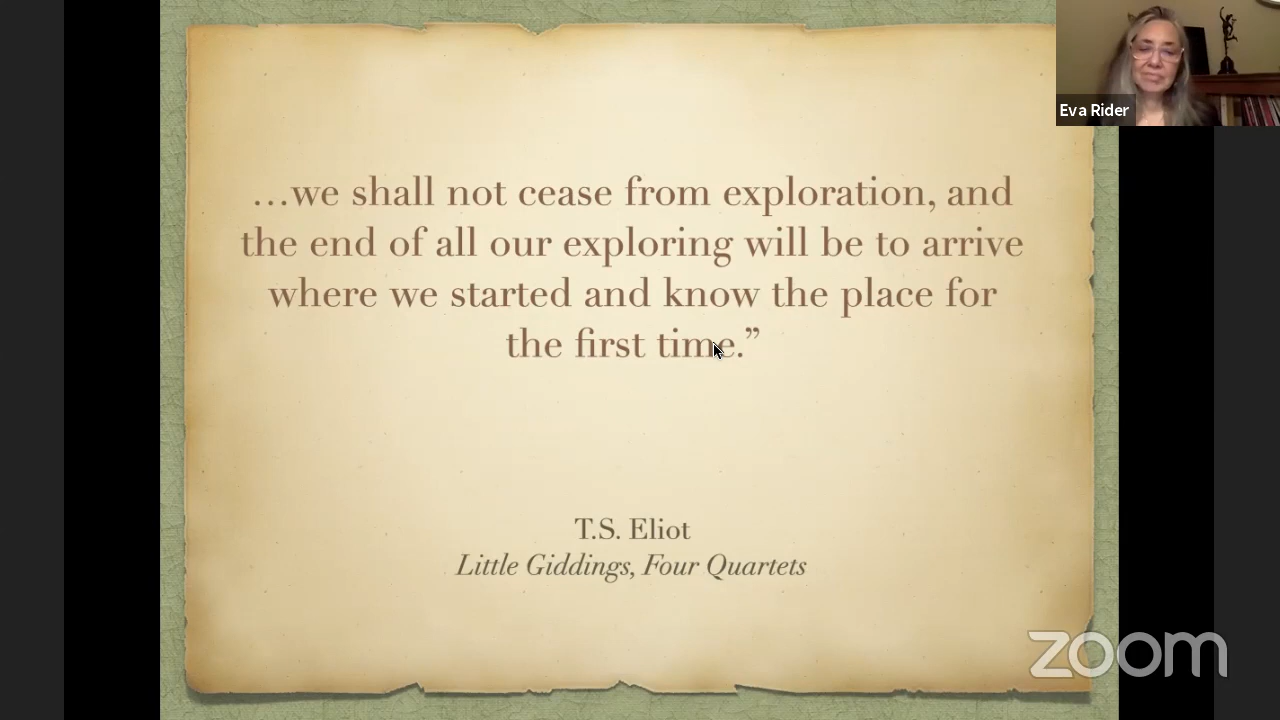 Eva Rider
…we shall not cease from exploration, and
the end of all our exploring will be to arrive
where we started and know the place for
the first time.”
T.S. Eliot
Little Giddings, Four Quartets
zoom